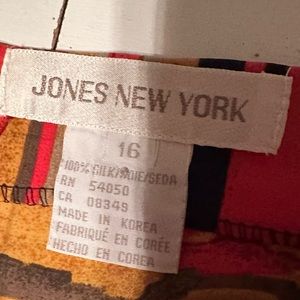 JONES NEW YORK
16
100% SILK/SOIE/SEDA
RN 54050
CA 08349
MADE IN KOREA
FABRIQUÉ EN CORÉE
HECHO EN COREA